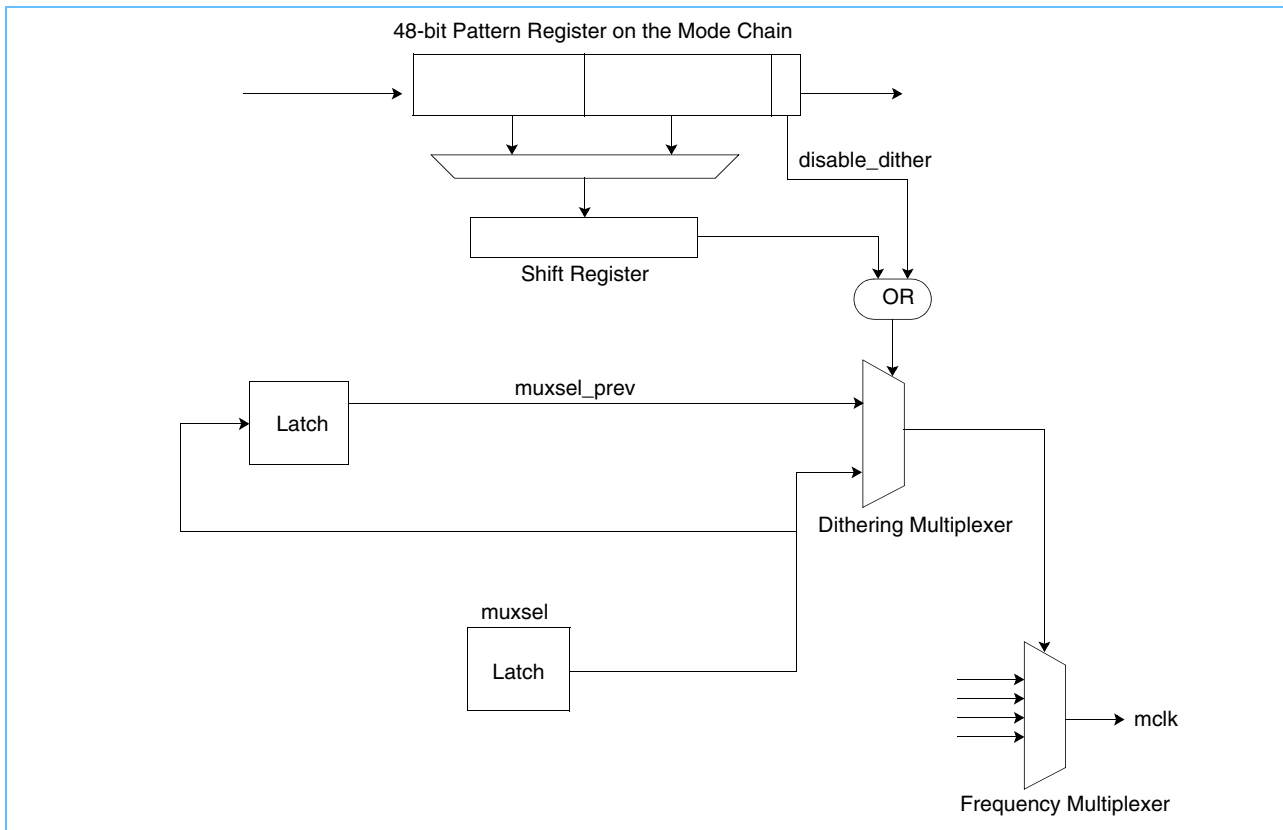 48-bit Pattern Register on the Mode Chain
disable_dither
Shift Register
OR
muxsel_prev
Latch
Dithering Multiplexer
muxsel
Latch
mclk
Frequency Multiplexer